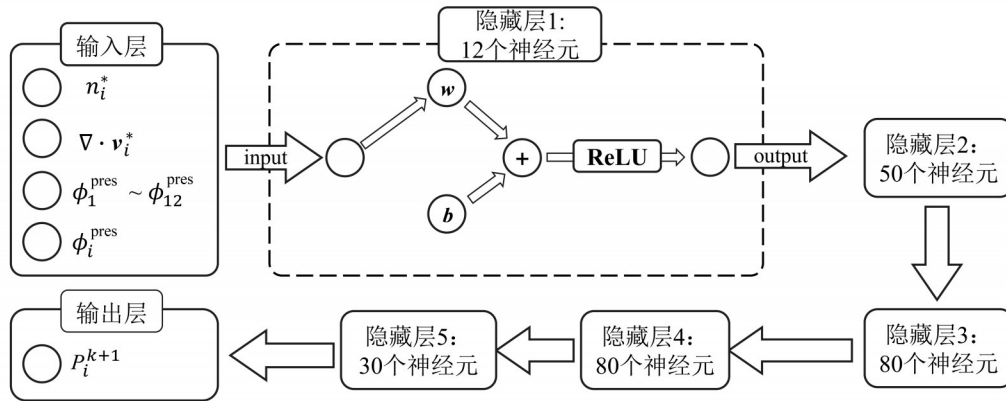 输入层
n_i^*
∇ · v_i^*
ϕ_1^pres ~ ϕ_12^pres
ϕ_i^pres
input
隐藏层1:
12个神经元
w
b
+
ReLU
output
隐藏层2:
50个神经元
隐藏层3:
80个神经元
隐藏层4:
80个神经元
隐藏层5:
30个神经元
输出层
P_i^{k+1}